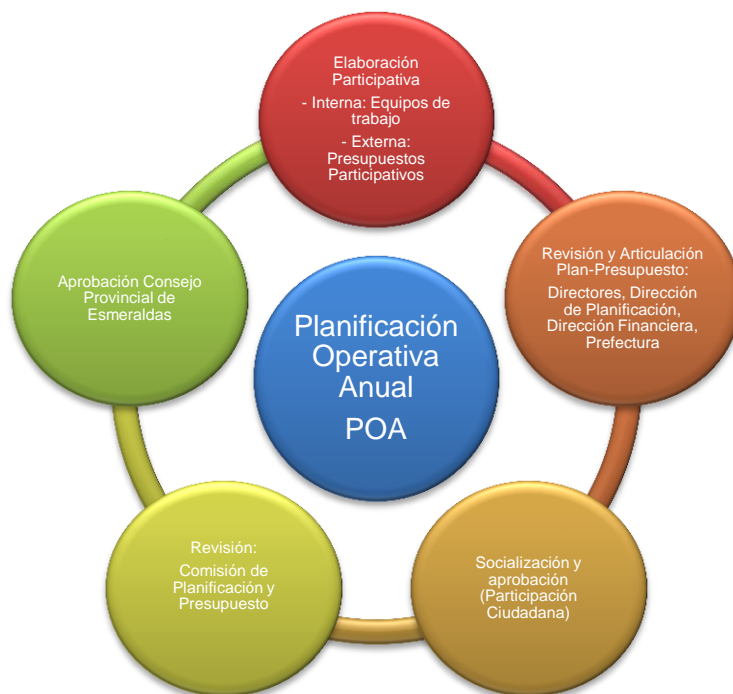 Elaboración
Participativa
- Interna: Equipos de
trabajo
- Externa:
Presupuestos
Participativos
Revisión y Articulación
Plan-Presupuesto:
Directores, Dirección
de Planificación,
Dirección Financiera,
Prefectura
Socialización y
aprobación
(Participación
Ciudadana)
Revisión:
Comisión de
Planificación y
Presupuesto
Aprobación Consejo
Provincial de
Esmeraldas
Planificación
Operativa
Anual
POA